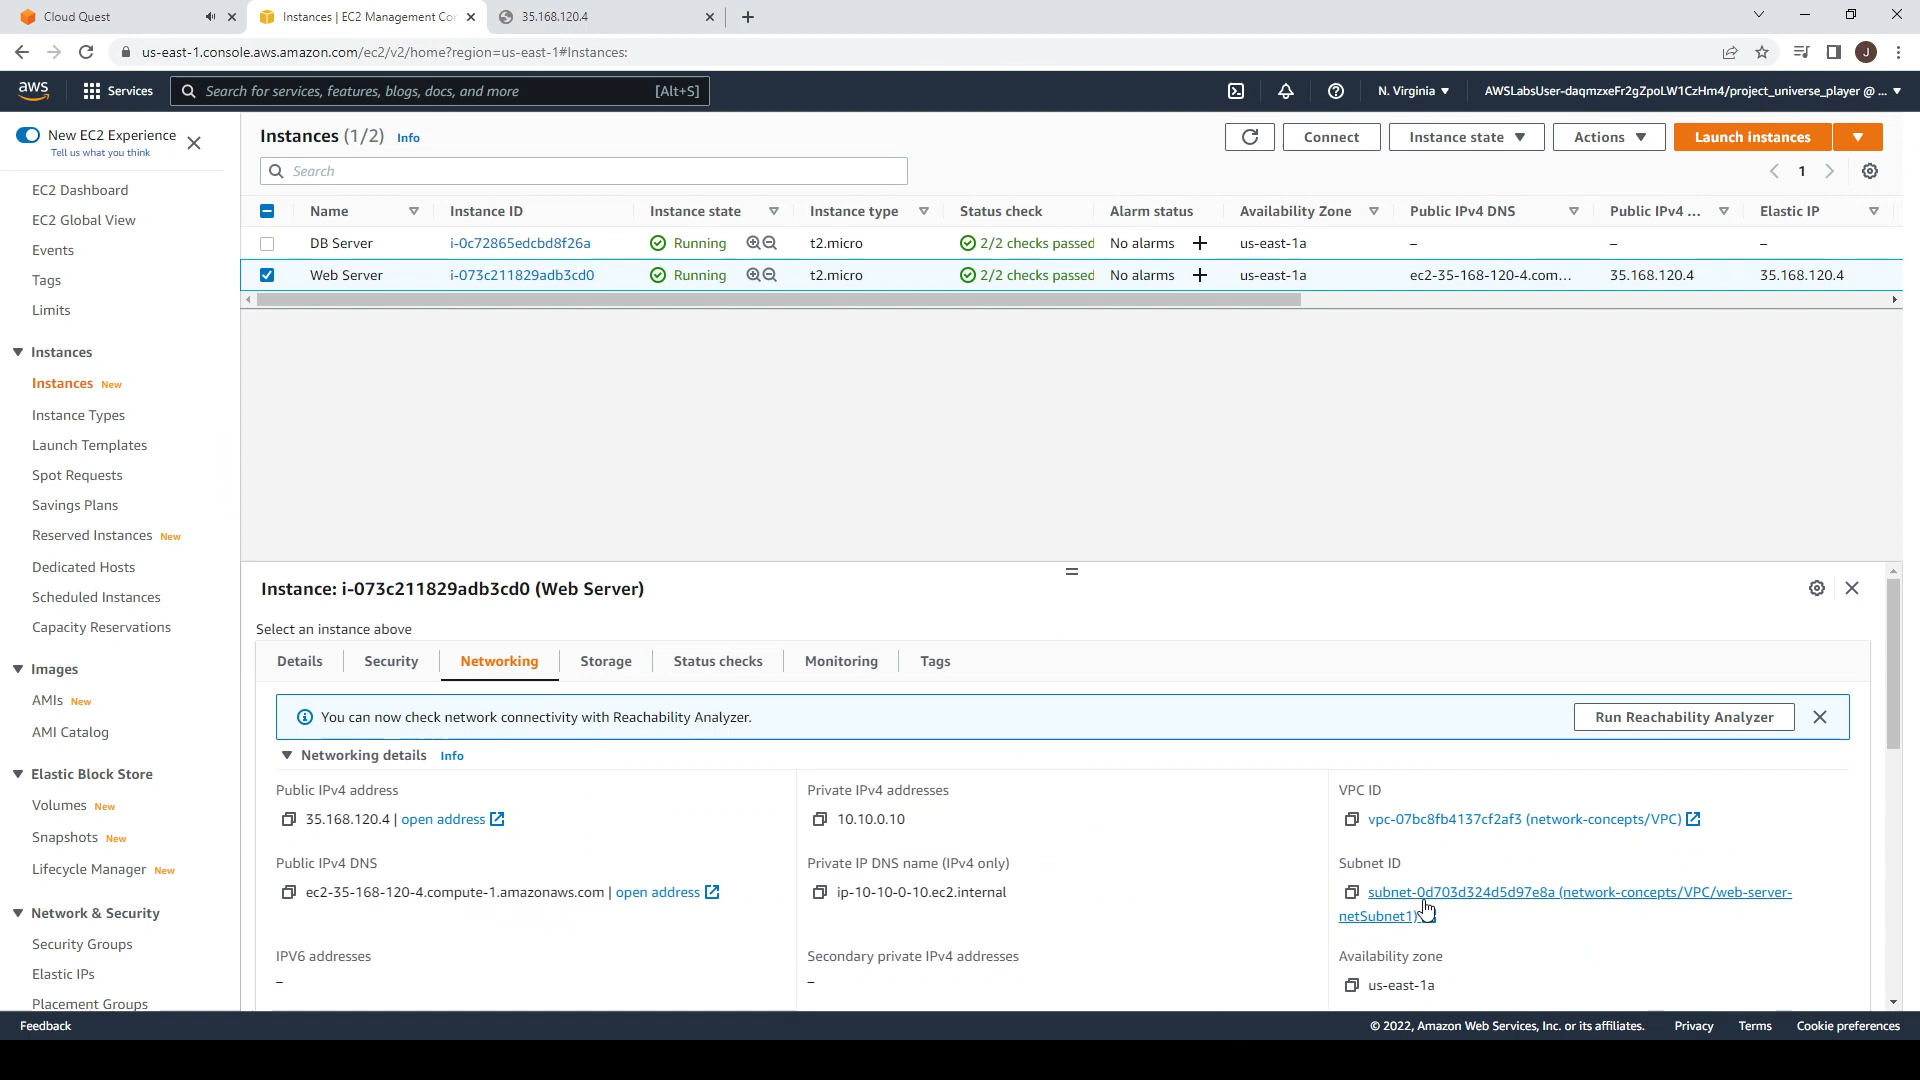 Cloud Quest
Instances | EC2 Management Con
35.168.120.4
us-east-1.console.aws.amazon.com/ec2/v2/home?region=us-east-1#Instances:
J
aws
Services
Search for services, features, blogs, docs, and more
[Alt+S]
N. Virginia
AWSLabsUser-daqmzxeFr2gZpoLW1CzHm4/project_universe_player @ ...
New EC2 Experience
Tell us what you think
EC2 Dashboard
EC2 Global View
Events
Tags
Limits
Instances
Instances New
Instance Types
Launch Templates
Spot Requests
Savings Plans
Reserved Instances New
Dedicated Hosts
Scheduled Instances
Capacity Reservations
Images
AMIs New
AMI Catalog
Elastic Block Store
Volumes New
Snapshots New
Lifecycle Manager New
Network & Security
Security Groups
Elastic IPs
Placement Groups
Instances (1/2) Info
Connect
Instance state
Actions
Launch instances
Search
1
Name Instance ID Instance state Instance type Status check Alarm status Availability Zone Public IPv4 DNS Public IPv4 ... Elastic IP
DB Server i-0c72865edcbd8f26a Running t2.micro 2/2 checks passed No alarms + us-east-1a – – –
Web Server i-073c211829adb3cd0 Running t2.micro 2/2 checks passed No alarms + us-east-1a ec2-35-168-120-4.com... 35.168.120.4 35.168.120.4
Instance: i-073c211829adb3cd0 (Web Server)
Select an instance above
Details Security Networking Storage Status checks Monitoring Tags
You can now check network connectivity with Reachability Analyzer.
Run Reachability Analyzer
Networking details Info
Public IPv4 address
35.168.120.4 | open address
Private IPv4 addresses
10.10.0.10
VPC ID
vpc-07bc8fb4137cf2af3 (network-concepts/VPC)
Public IPv4 DNS
ec2-35-168-120-4.compute-1.amazonaws.com | open address
Private IP DNS name (IPv4 only)
ip-10-10-0-10.ec2.internal
Subnet ID
subnet-0d703d324d5d97e8a (network-concepts/VPC/web-server-
netSubnet1)
IPV6 addresses
–
Secondary private IPv4 addresses
–
Availability zone
us-east-1a
Feedback
© 2022, Amazon Web Services, Inc. or its affiliates.
Privacy
Terms
Cookie preferences